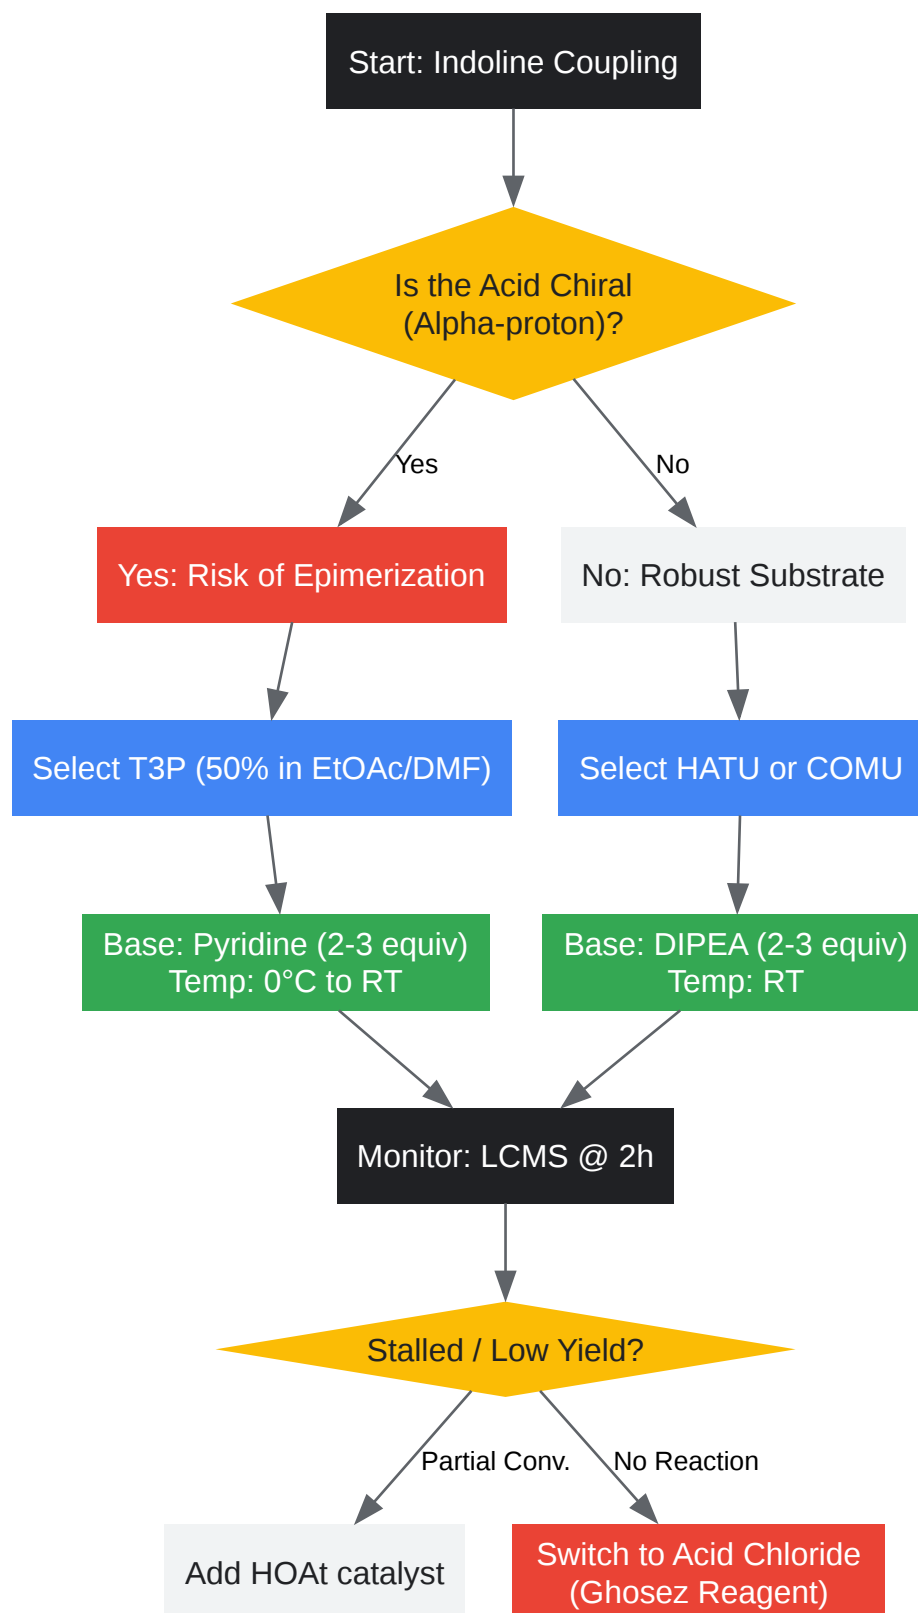 Start: Indoline Coupling
Is the Acid Chiral
(Alpha-proton)?
Yes
No
Yes: Risk of Epimerization
No: Robust Substrate
Select T3P (50% in EtOAc/DMF)
Select HATU or COMU
Base: Pyridine (2-3 equiv)
Temp: 0°C to RT
Base: DIPEA (2-3 equiv)
Temp: RT
Monitor: LCMS @ 2h
Stalled / Low Yield?
Partial Conv.
No Reaction
Add HOAt catalyst
Switch to Acid Chloride
(Ghosez Reagent)